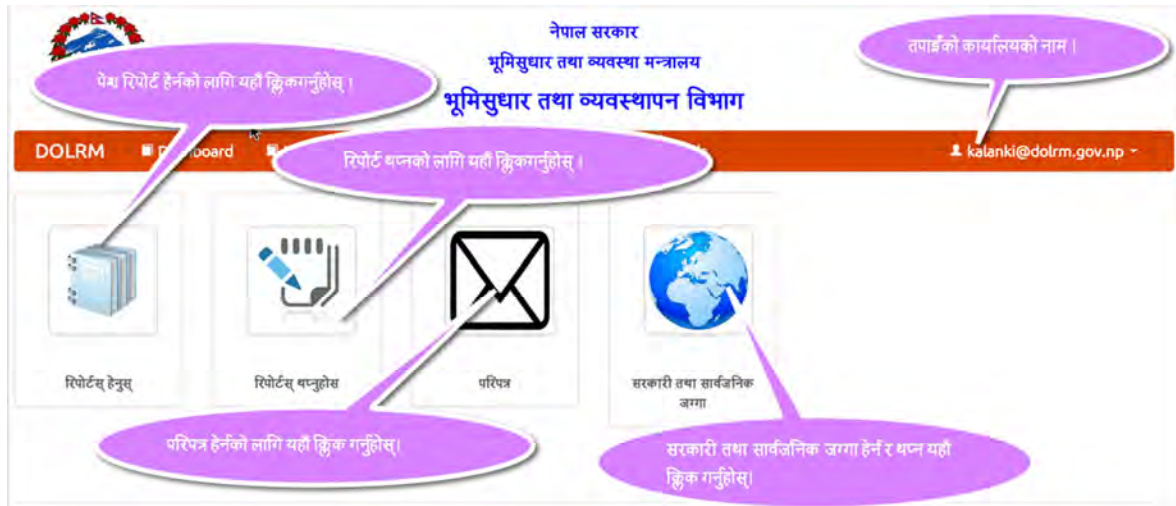 नेपाल सरकार
भूमिसुधार तथा व्यवस्था मन्त्रालय
भूमिसुधार तथा व्यवस्थापन विभाग
तपाईंको कार्यालयको नाम ।
पेश्च रिपोर्ट हेर्नको लागि यहाँ क्लिकगर्नुहोस् ।
DOLRM
kalanki@dolrm.gov.np
रिपोर्ट थप्नको लागि यहाँ क्लिकगर्नुहोस् ।
रिपोर्टस् हेनुस्
रिपोर्टस् थप्नुहोस
परिपत्र
सरकारी तथा सार्वजनिक
जग्गा
परिपत्र हेर्नको लागि यहाँ क्लिक गर्नुहोस्।
सरकारी तथा सार्वजनिक जग्गा हेर्न र थप्न यहाँ
क्लिक गर्नुहोस्।